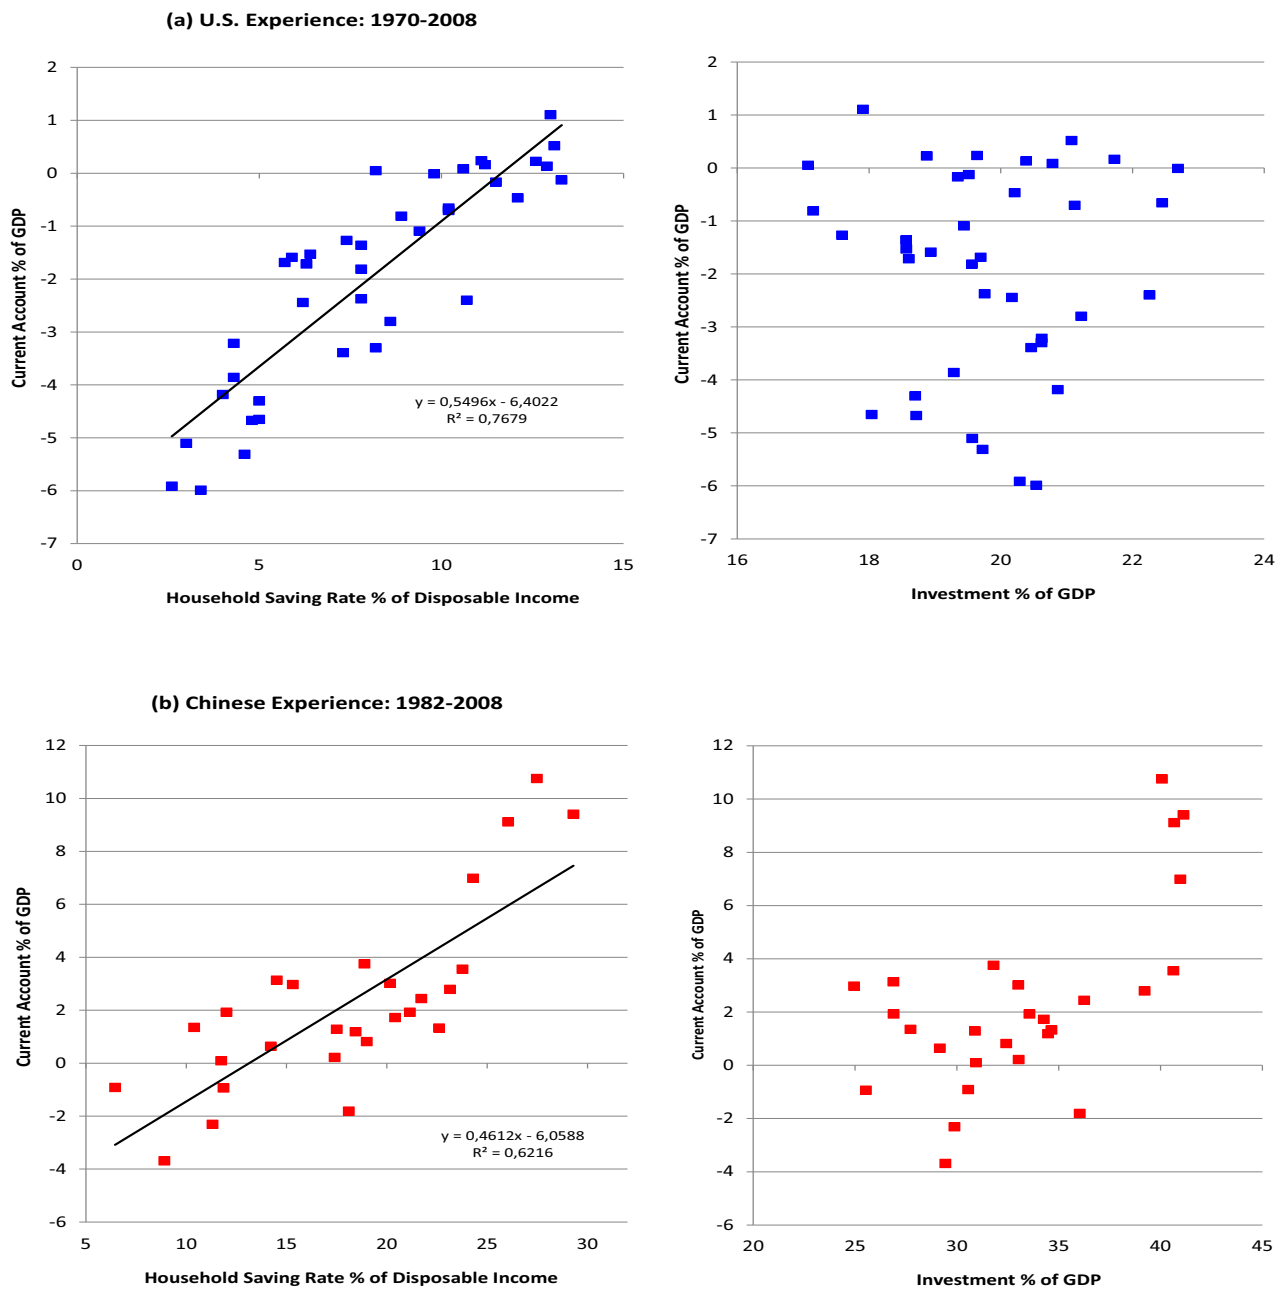 (a) U.S. Experience: 1970-2008
Current Account % of GDP
2
1
0
-1
-2
-3
-4
-5
-6
-7
y = 0,5496x - 6,4022
R² = 0,7679
0 5 10 15
Household Saving Rate % of Disposable Income
Current Account % of GDP
2
1
0
-1
-2
-3
-4
-5
-6
-7
16 18 20 22 24
Investment % of GDP
(b) Chinese Experience: 1982-2008
Current Account % of GDP
12
10
8
6
4
2
0
-2
-4
-6
y = 0,4612x - 6,0588
R² = 0,6216
5 10 15 20 25 30
Household Saving Rate % of Disposable Income
Current Account % of GDP
12
10
8
6
4
2
0
-2
-4
-6
20 25 30 35 40 45
Investment % of GDP